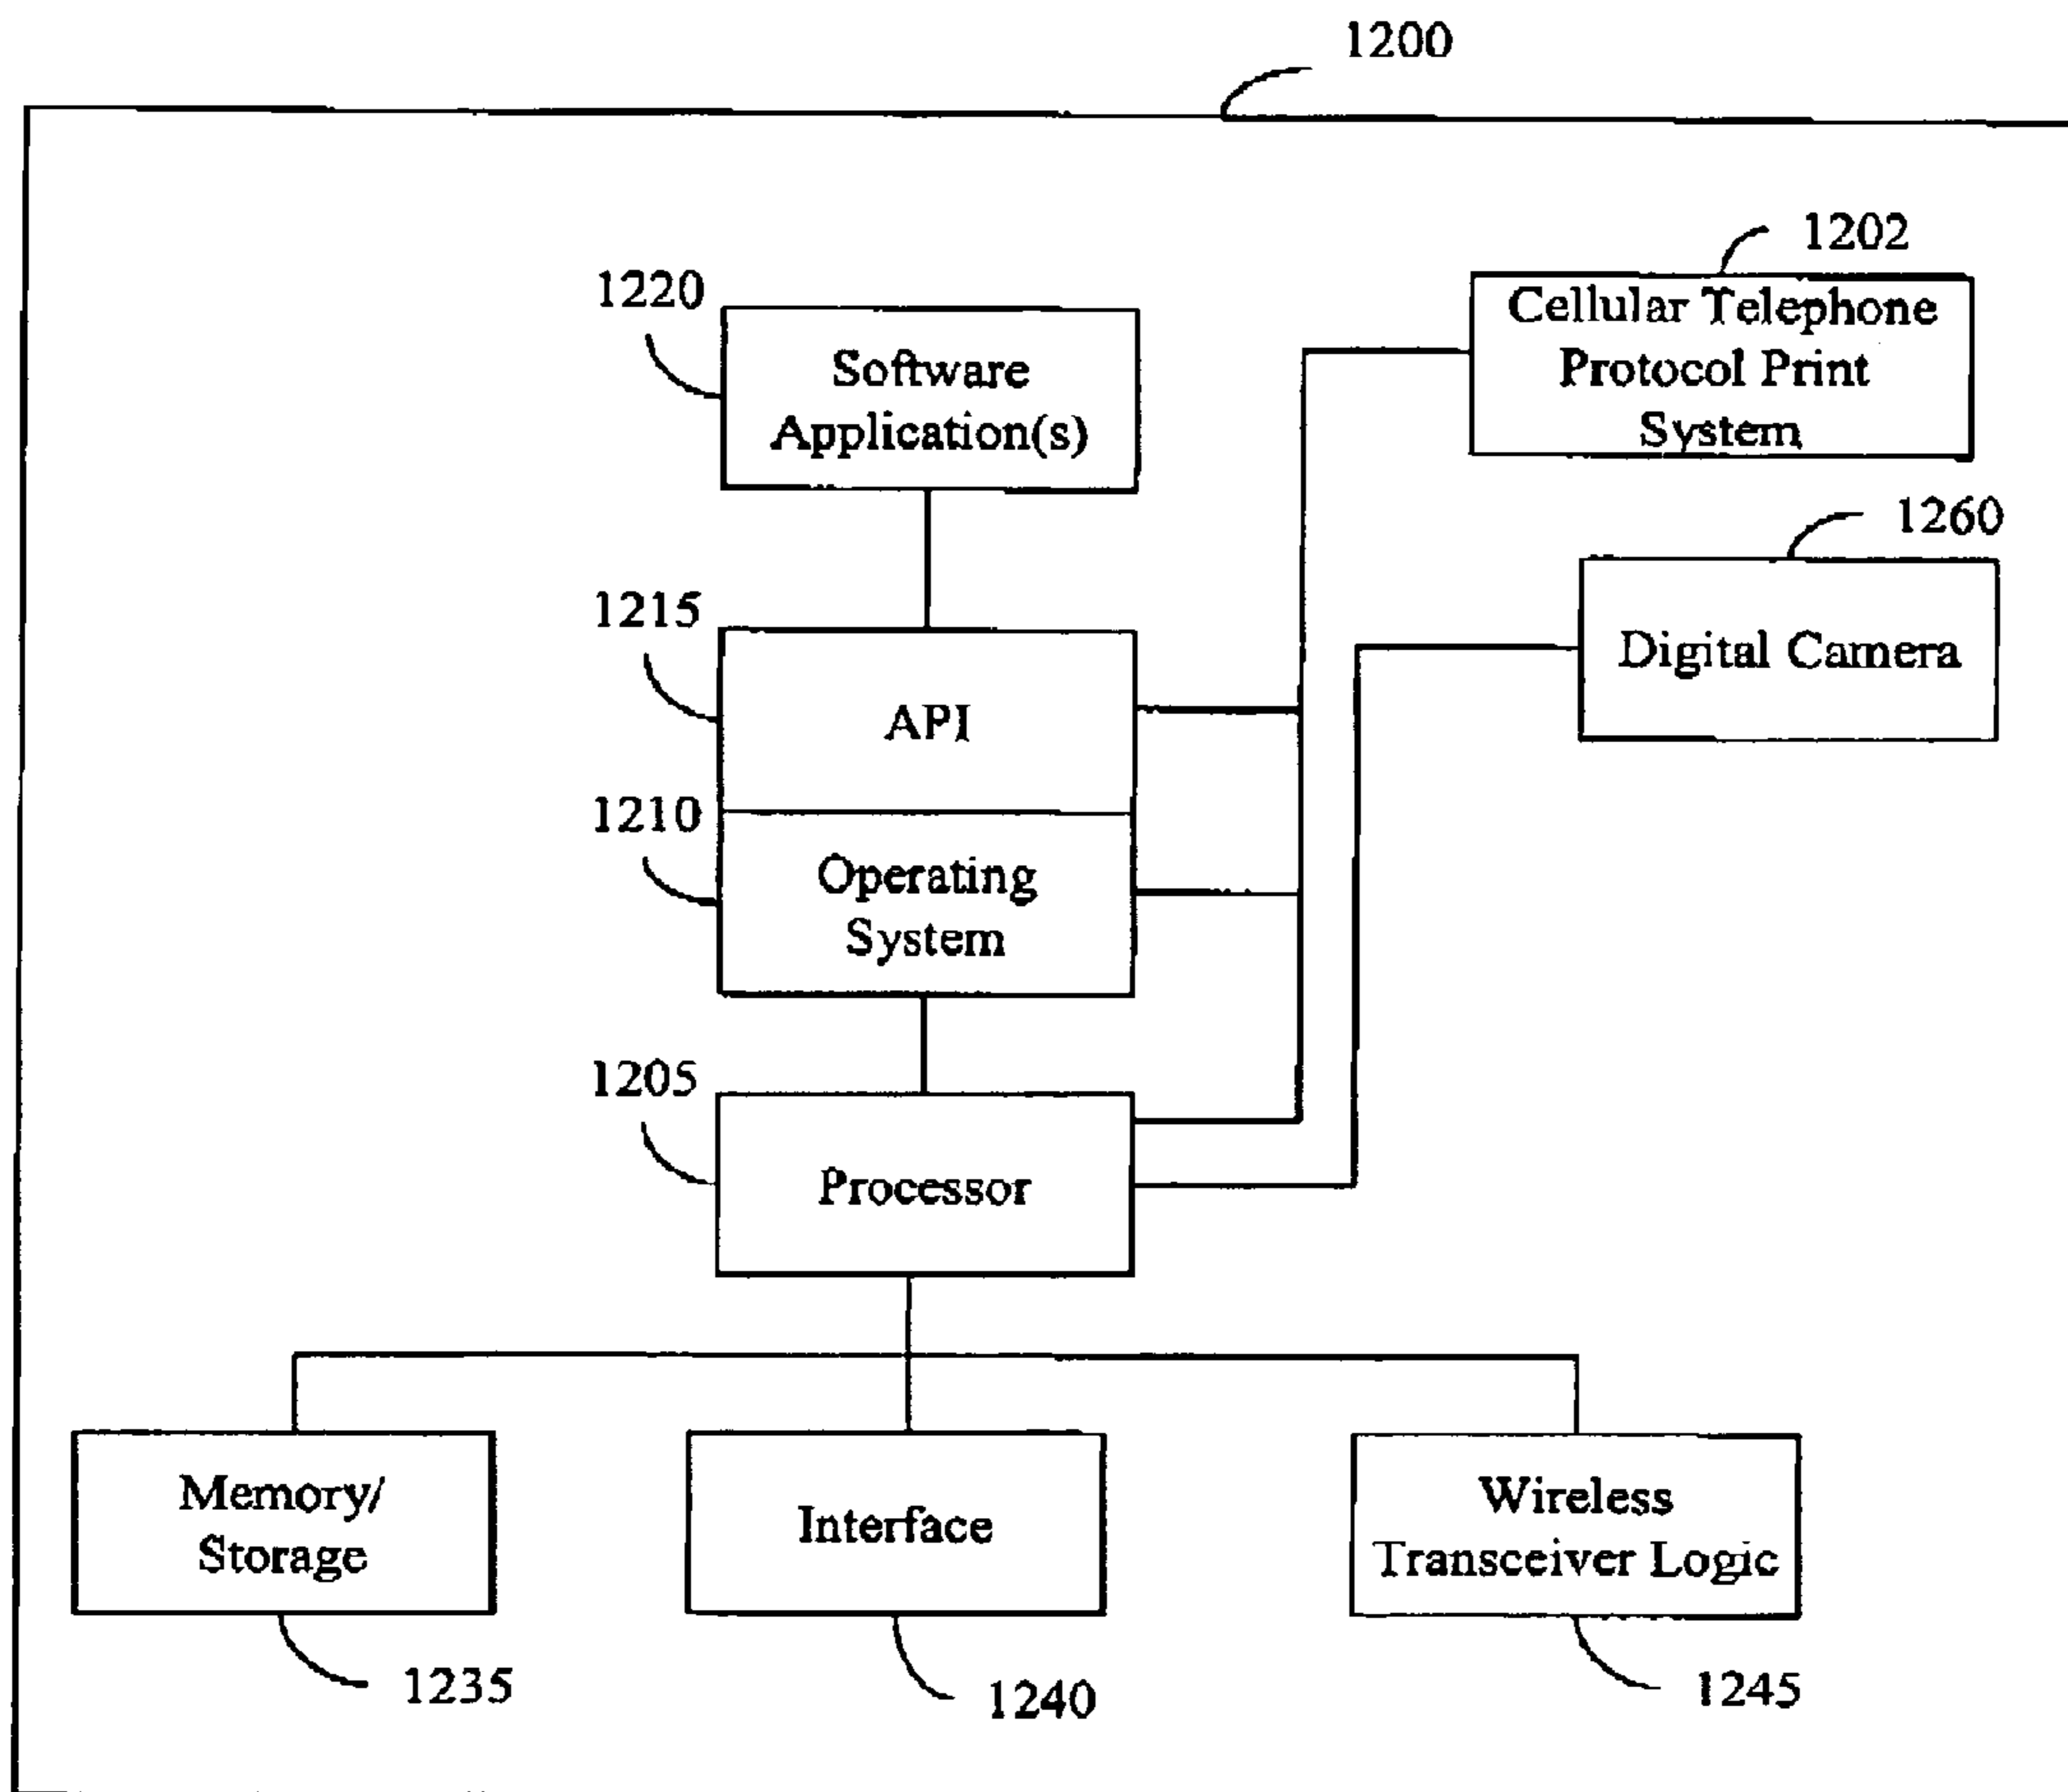 1200
1202
Cellular Telephone
Protocol Print
System
1220
Software
Application(s)
1260
Digital Camera
1215
API
1210
Operating
System
1205
Processor
Memory/
Storage
Interface
Wireless
Transceiver Logic
1235
1240
1245